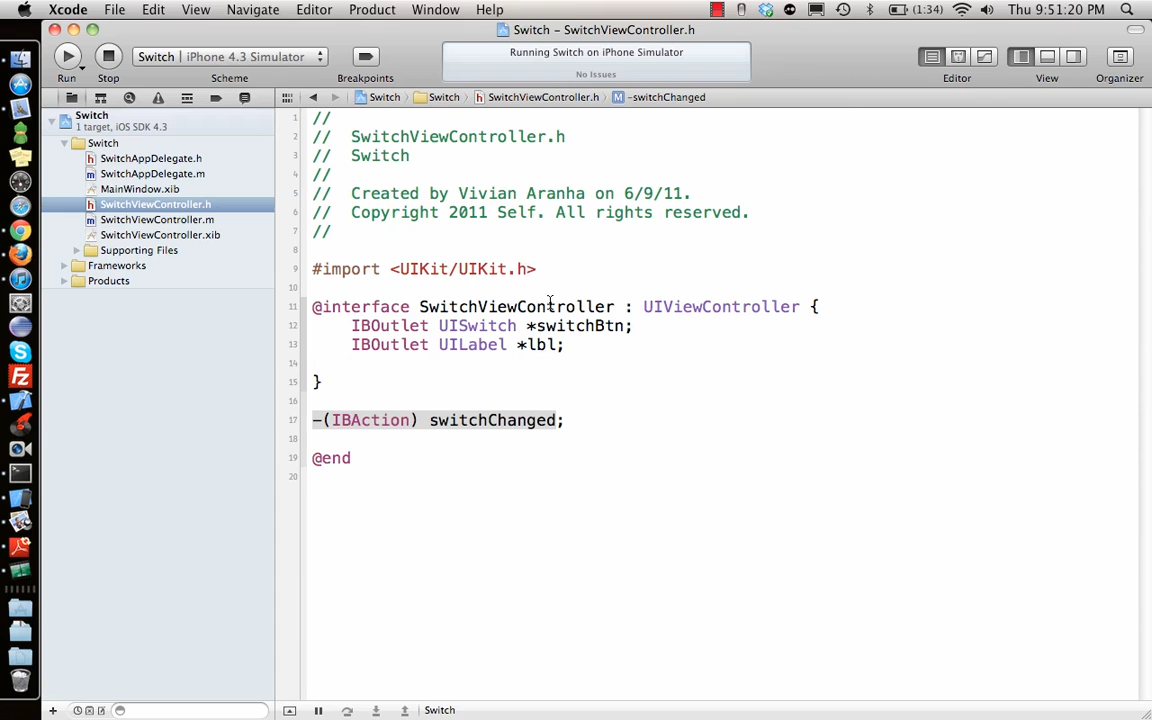 Xcode File Edit View Navigate Editor Product Window Help (1:34) Thu 9:51:20 PM
Switch – SwitchViewController.h
Switch | iPhone 4.3 Simulator
Running Switch on iPhone Simulator
No Issues
Run Stop Scheme Breakpoints Editor View Organizer
Switch Switch SwitchViewController.h -switchChanged
Switch
1 target, iOS SDK 4.3
Switch
SwitchAppDelegate.h
SwitchAppDelegate.m
MainWindow.xib
SwitchViewController.h
SwitchViewController.m
SwitchViewController.xib
Supporting Files
Frameworks
Products
1 //
2 // SwitchViewController.h
3 // Switch
4 //
5 // Created by Vivian Aranha on 6/9/11.
6 // Copyright 2011 Self. All rights reserved.
7 //
8
9 #import <UIKit/UIKit.h>
10
11 @interface SwitchViewController : UIViewController {
12 IBOutlet UISwitch *switchBtn;
13 IBOutlet UILabel *lbl;
14
15 }
16
17 -(IBAction) switchChanged;
18
19 @end
20
Switch